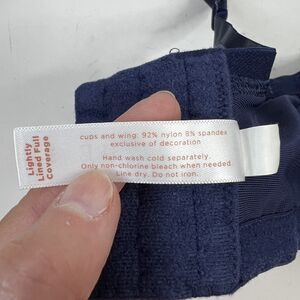 Lightly
Lined Full
Coverage
cups and wing: 92% nylon 8% spandex
exclusive of decoration
Hand wash cold separately.
Only non-chlorine bleach when needed.
Line dry. Do not iron.